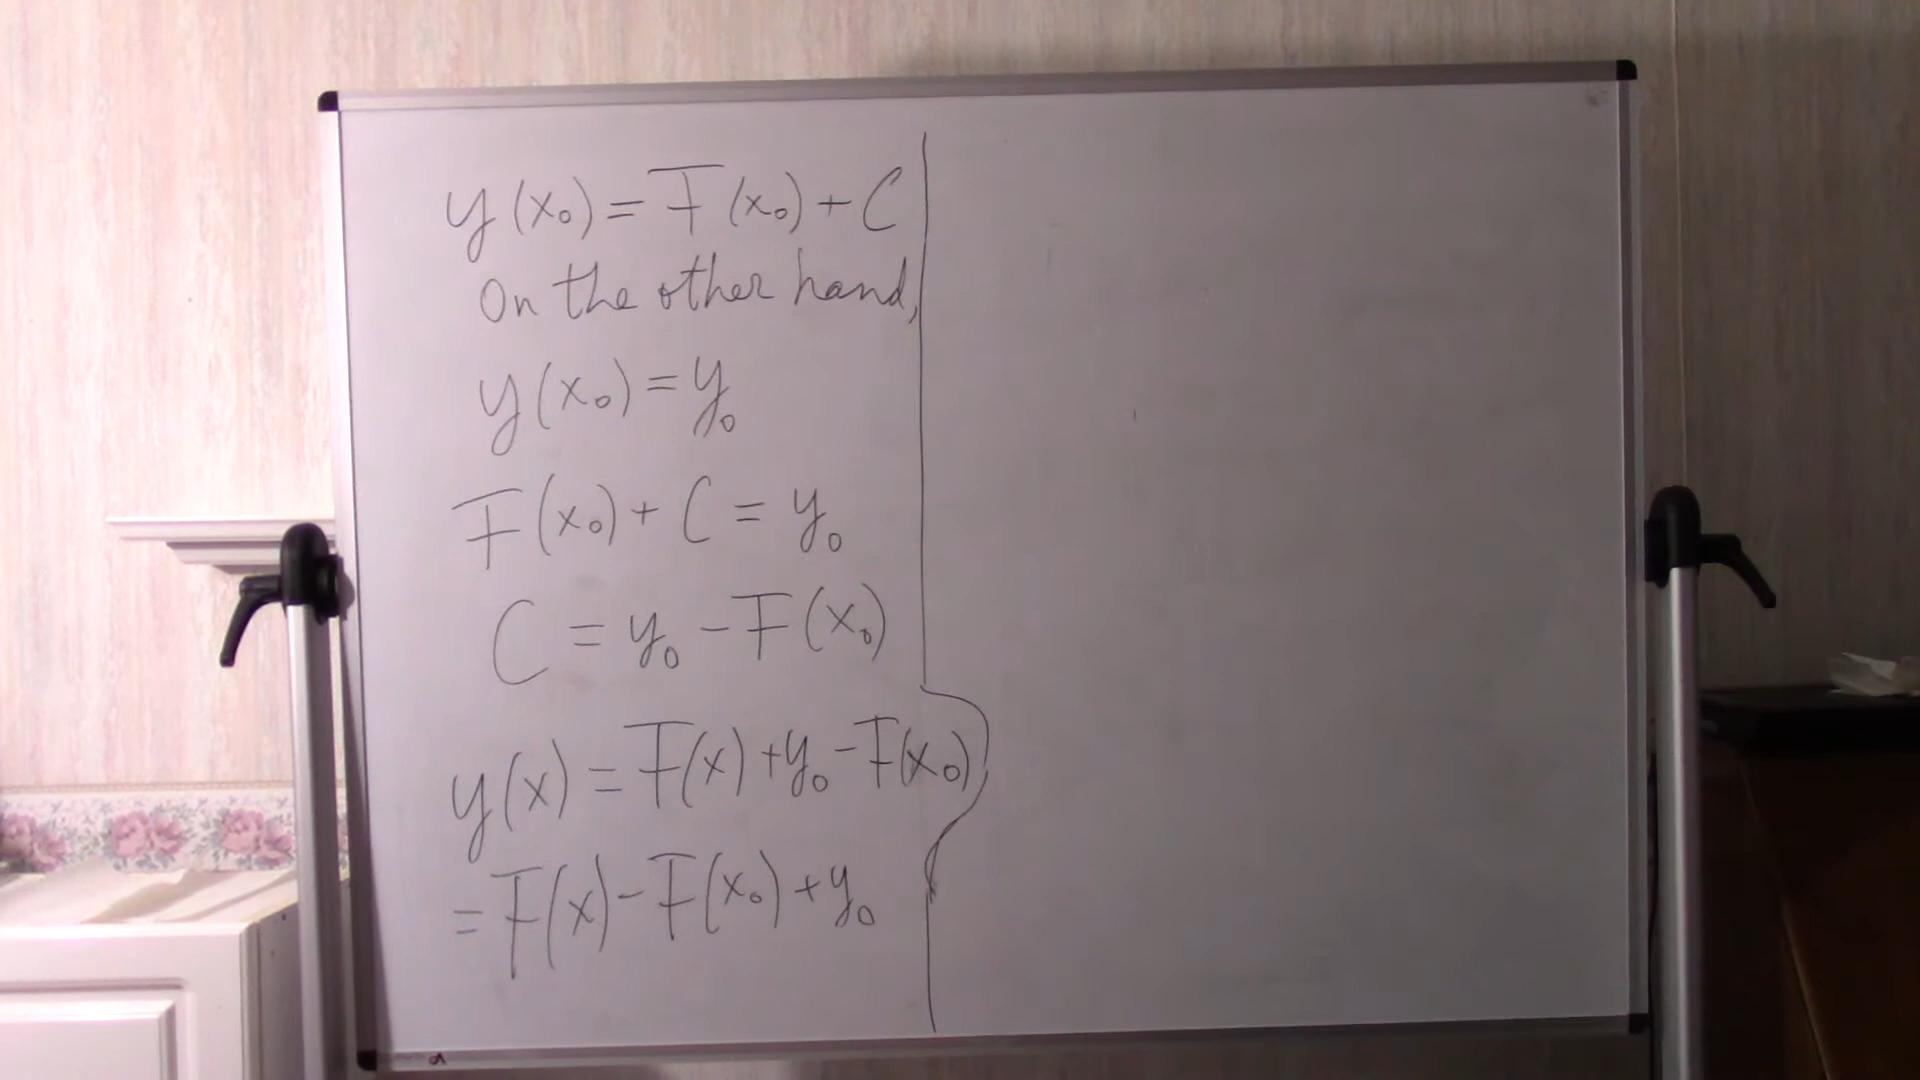 y(x₀) = F(x₀) + C
On the other hand,
y(x₀) = y₀
F(x₀) + C = y₀
C = y₀ - F(x₀)
y(x) = F(x) + y₀ - F(x₀)
= F(x) - F(x₀) + y₀